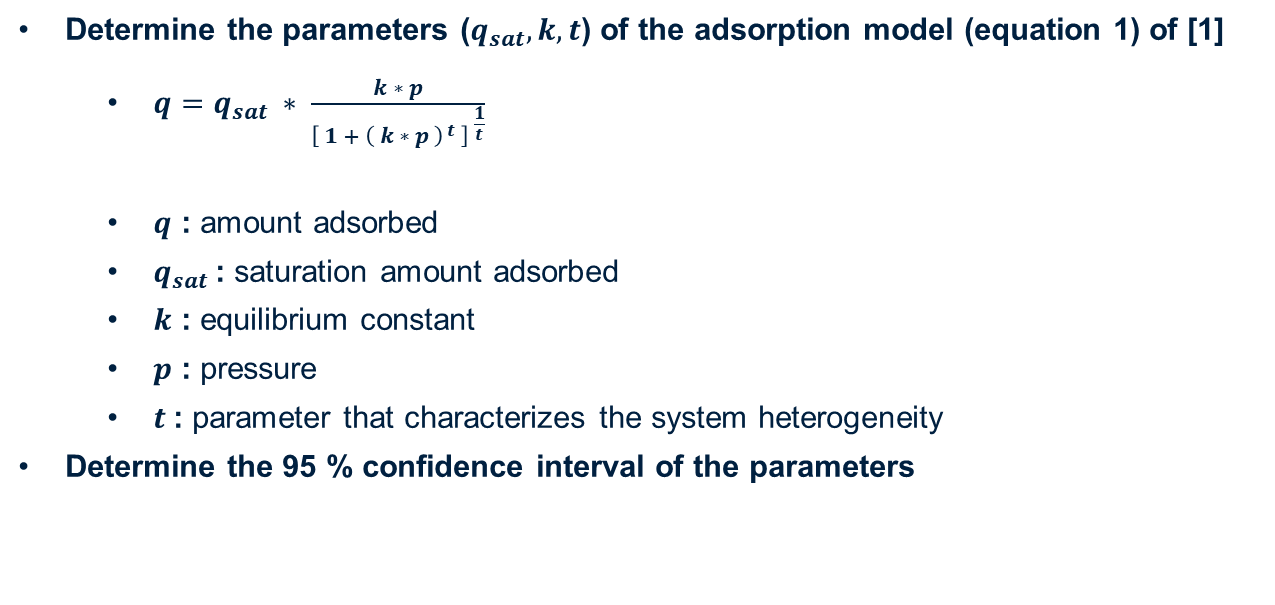 • Determine the parameters (q_sat, k, t) of the adsorption model (equation 1) of [1]
• q = q_sat * (k * p) / [1 + (k * p)^t]^(1/t)
• q : amount adsorbed
• q_sat : saturation amount adsorbed
• k : equilibrium constant
• p : pressure
• t : parameter that characterizes the system heterogeneity
• Determine the 95 % confidence interval of the parameters